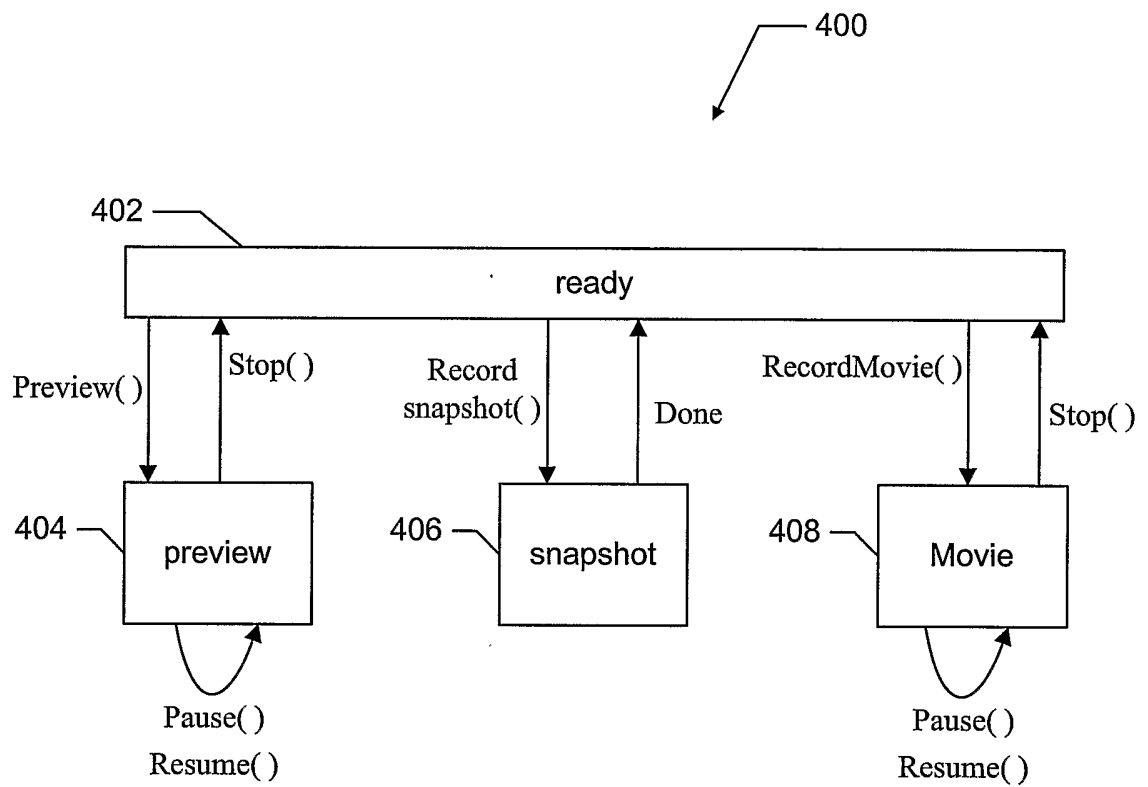 400
402
ready
Preview( )
Stop( )
Record
snapshot( )
Done
RecordMovie( )
Stop( )
404
preview
406
snapshot
408
Movie
Pause( )
Resume( )
Pause( )
Resume( )